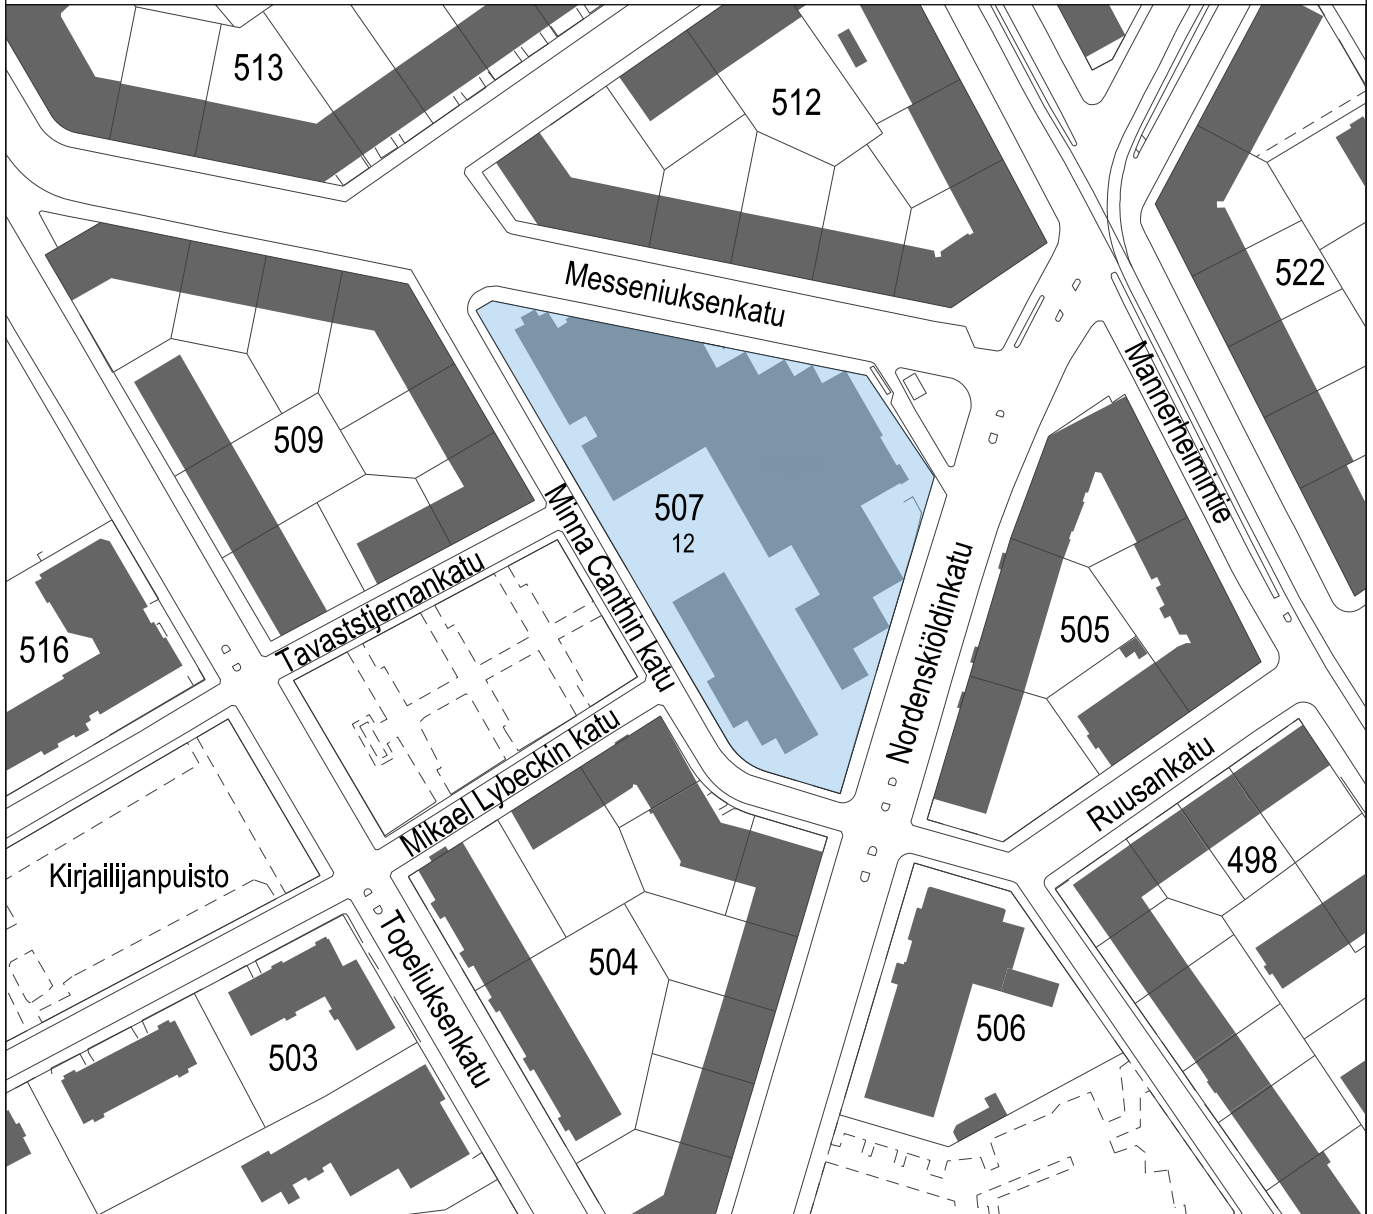 513
512
522
Messeniuksenkatu
Mannerheimintie
509
507
12
Minna Canthin katu
Tavaststjernankatu
Nordenskiöldinkatu
505
516
Mikael Lybeckin katu
Ruusankatu
498
Kirjailijanpuisto
504
Topeliuksenkatu
506
503